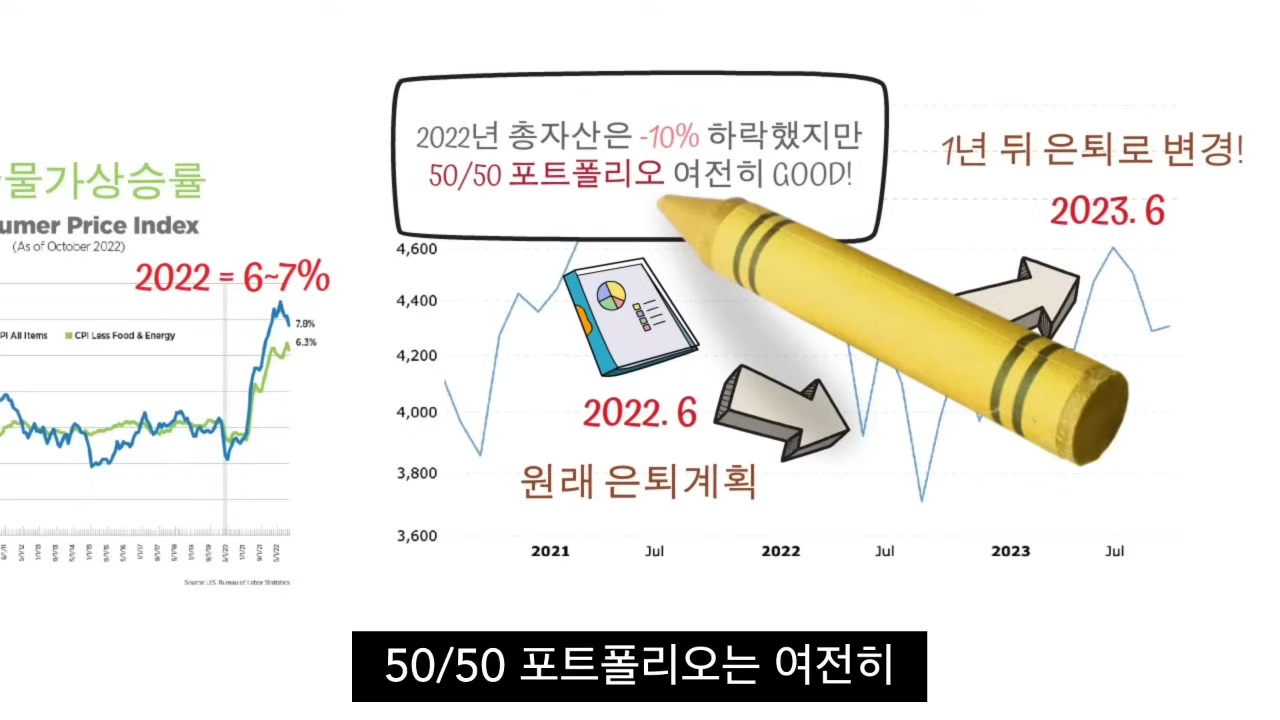 물가상승률
umer Price Index
(As of October 2022)
2022 = 6~7%
PI All Items
CPI Less Food & Energy
7.8%
6.3%
Source: U.S. Bureau of Labor Statistics
2022년 총자산은 -10% 하락했지만
50/50 포트폴리오 여전히 GOOD!
1년 뒤 은퇴로 변경!
2023. 6
4,600
4,400
4,200
4,000
3,800
3,600
2022. 6
원래 은퇴계획
2021
Jul
2022
Jul
2023
Jul
50/50 포트폴리오는 여전히